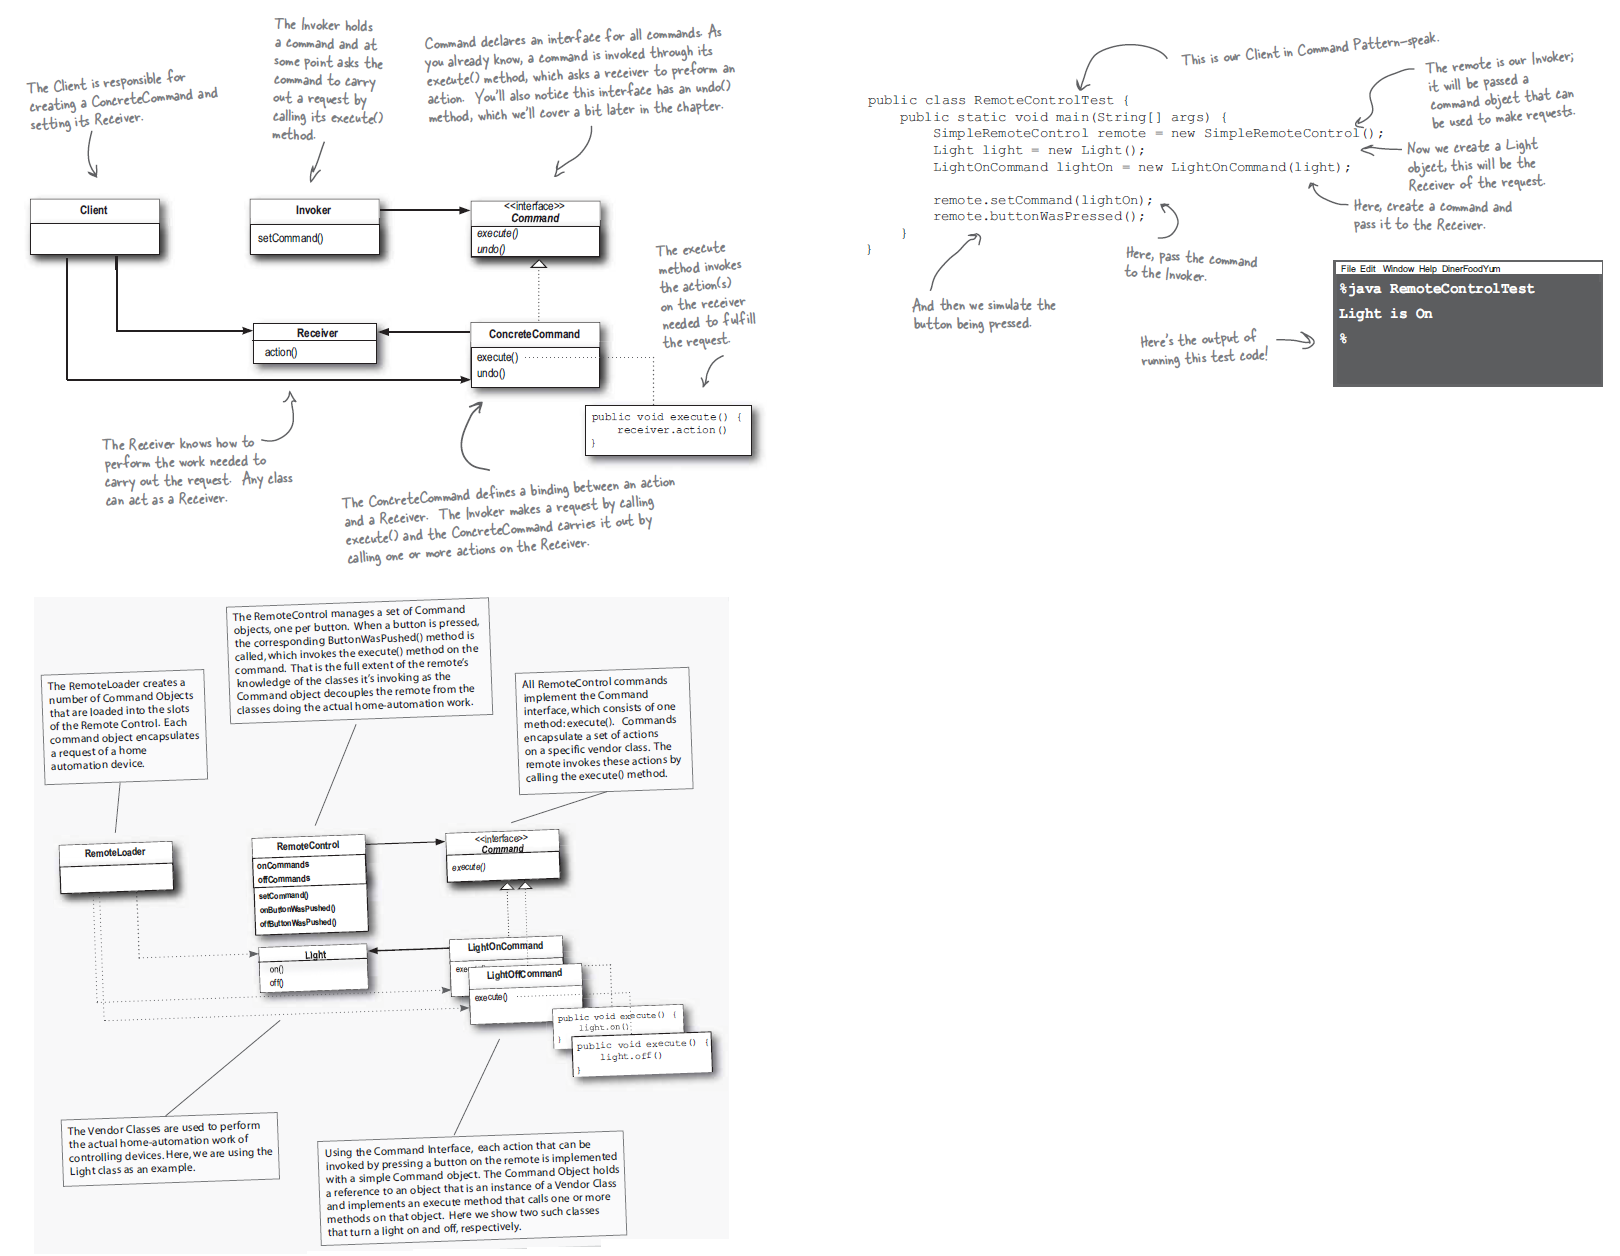 The Client is responsible for
creating a ConcreteCommand and
setting its Receiver.
The Invoker holds
a command and at
some point asks the
command to carry
out a request by
calling its execute()
method.
Command declares an interface for all commands. As
you already know, a command is invoked through its
execute() method, which asks a receiver to preform an
action. You'll also notice this interface has an undo()
method, which we'll cover a bit later in the chapter.
Client
Invoker
setCommand()
<<interface>>
Command
execute()
undo()
The execute
method invokes
the action(s)
on the receiver
needed to fulfill
the request.
Receiver
action()
ConcreteCommand
execute()
undo()
public void execute() {
receiver.action()
}
The Receiver knows how to
perform the work needed to
carry out the request. Any class
can act as a Receiver.
The ConcreteCommand defines a binding between an action
and a Receiver. The Invoker makes a request by calling
execute() and the ConcreteCommand carries it out by
calling one or more actions on the Receiver.
This is our Client in Command Pattern-speak.
The remote is our Invoker;
it will be passed a
command object that can
be used to make requests.
public class RemoteControlTest {
public static void main(String[] args) {
SimpleRemoteControl remote = new SimpleRemoteControl();
Light light = new Light();
LightOnCommand lightOn = new LightOnCommand(light);
remote.setCommand(lightOn);
remote.buttonWasPressed();
}
}
Now we create a Light
object, this will be the
Receiver of the request.
Here, create a command and
pass it to the Receiver.
Here, pass the command
to the Invoker.
And then we simulate the
button being pressed.
Here's the output of
running this test code!
File Edit Window Help DinerFoodYum
%java RemoteControlTest
Light is On
%
The RemoteControl manages a set of Command
objects, one per button. When a button is pressed,
the corresponding ButtonWasPushed() method is
called, which invokes the execute() method on the
command. That is the full extent of the remote's
knowledge of the classes it's invoking as the
Command object decouples the remote from the
classes doing the actual home-automation work.
The RemoteLoader creates a
number of Command Objects
that are loaded into the slots
of the Remote Control. Each
command object encapsulates
a request of a home
automation device.
All RemoteControl commands
implement the Command
interface, which consists of one
method: execute(). Commands
encapsulate a set of actions
on a specific vendor class. The
remote invokes these actions by
calling the execute() method.
RemoteLoader
RemoteControl
onCommands
offCommands
setCommand()
onButtonWasPushed()
offButtonWasPushed()
<<interface>>
Command
execute()
Light
on()
off()
LightOnCommand
LightOffCommand
execute()
public void execute() {
light.on()
}
public void execute() {
light.off()
}
The Vendor Classes are used to perform
the actual home-automation work of
controlling devices. Here, we are using the
Light class as an example.
Using the Command Interface, each action that can be
invoked by pressing a button on the remote is implemented
with a simple Command object. The Command Object holds
a reference to an object that is an instance of a Vendor Class
and implements an execute method that calls one or more
methods on that object. Here we show two such classes
that turn a light on and off, respectively.